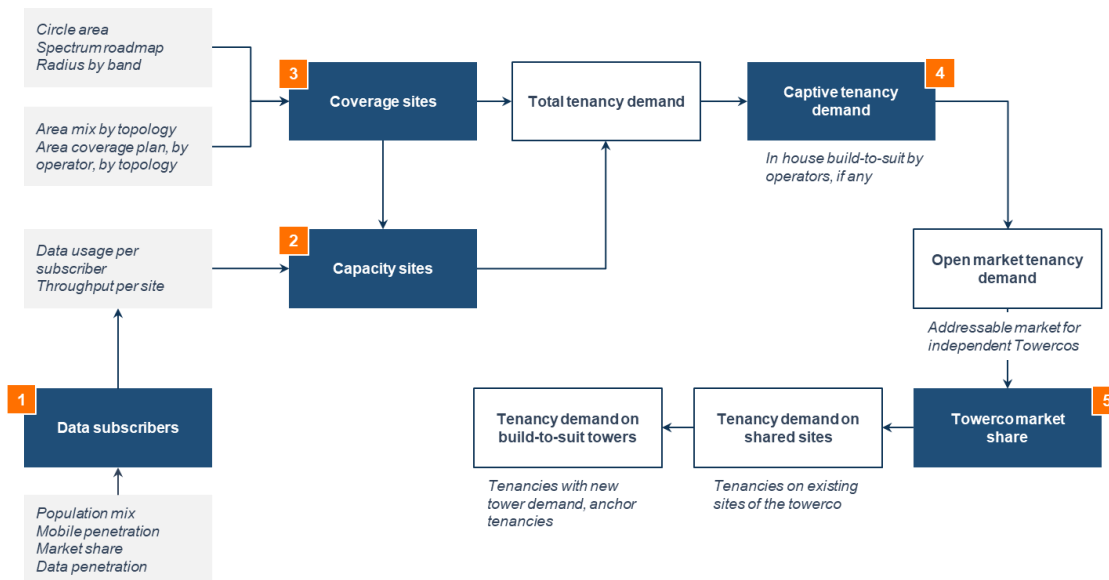 Circle area
Spectrum roadmap
Radius by band
3
Coverage sites
Total tenancy demand
4
Captive tenancy
demand
Area mix by topology
Area coverage plan, by
operator, by topology
In house build-to-suit by
operators, if any
Data usage per
subscriber
Throughput per site
2
Capacity sites
Open market tenancy
demand
Addressable market for
independent Towercos
1
Data subscribers
Tenancy demand on
build-to-suit towers
Tenancy demand on
shared sites
5
Towerco market
share
Tenancies with new
tower demand, anchor
tenancies
Tenancies on existing
sites of the towerco
Population mix
Mobile penetration
Market share
Data penetration